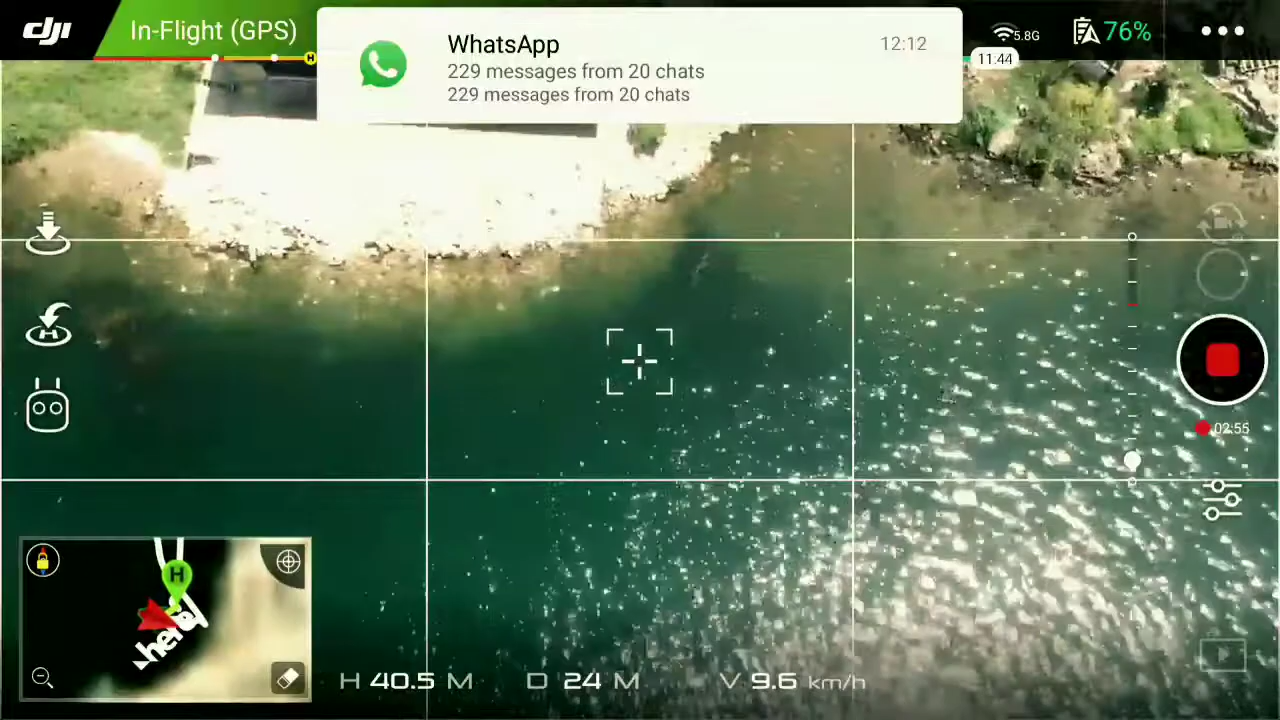 dji
In-Flight (GPS)
WhatsApp
12:12
229 messages from 20 chats
229 messages from 20 chats
5.8G
76%
11:44
H
02:55
H
H 40.5 M
D 24 M
V 9.6 km/h